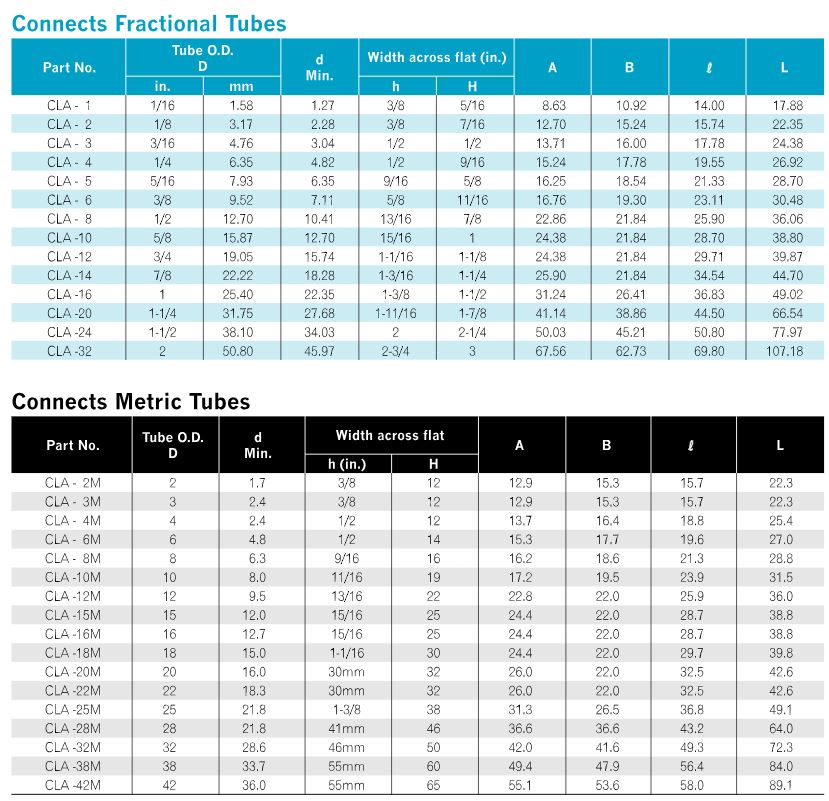 Connects Fractional Tubes
Part No. Tube O.D. D d Min. Width across flat (in.) A B ℓ L
in. mm h H
CLA - 1 1/16 1.58 1.27 3/8 5/16 8.63 10.92 14.00 17.88
CLA - 2 1/8 3.17 2.28 3/8 7/16 12.70 15.24 15.74 22.35
CLA - 3 3/16 4.76 3.04 1/2 1/2 13.71 16.00 17.78 24.38
CLA - 4 1/4 6.35 4.82 1/2 9/16 15.24 17.78 19.55 26.92
CLA - 5 5/16 7.93 6.35 9/16 5/8 16.25 18.54 21.33 28.70
CLA - 6 3/8 9.52 7.11 5/8 11/16 16.76 19.30 23.11 30.48
CLA - 8 1/2 12.70 10.41 13/16 7/8 22.86 21.84 25.90 36.06
CLA -10 5/8 15.87 12.70 15/16 1 24.38 21.84 28.70 38.80
CLA -12 3/4 19.05 15.74 1-1/16 1-1/8 24.38 21.84 29.71 39.87
CLA -14 7/8 22.22 18.28 1-3/16 1-1/4 25.90 21.84 34.54 44.70
CLA -16 1 25.40 22.35 1-3/8 1-1/2 31.24 26.41 36.83 49.02
CLA -20 1-1/4 31.75 27.68 1-11/16 1-7/8 41.14 38.86 44.50 66.54
CLA -24 1-1/2 38.10 34.03 2 2-1/4 50.03 45.21 50.80 77.97
CLA -32 2 50.80 45.97 2-3/4 3 67.56 62.73 69.80 107.18
Connects Metric Tubes
Part No. Tube O.D. D d Min. Width across flat A B ℓ L
h (in.) H
CLA - 2M 2 1.7 3/8 12 12.9 15.3 15.7 22.3
CLA - 3M 3 2.4 3/8 12 12.9 15.3 15.7 22.3
CLA - 4M 4 2.4 1/2 12 13.7 16.4 18.8 25.4
CLA - 6M 6 4.8 1/2 14 15.3 17.7 19.6 27.0
CLA - 8M 8 6.3 9/16 16 16.2 18.6 21.3 28.8
CLA -10M 10 8.0 11/16 19 17.2 19.5 23.9 31.5
CLA -12M 12 9.5 13/16 22 22.8 22.0 25.9 36.0
CLA -15M 15 12.0 15/16 25 24.4 22.0 28.7 38.8
CLA -16M 16 12.7 15/16 25 24.4 22.0 28.7 38.8
CLA -18M 18 15.0 1-1/16 30 24.4 22.0 29.7 39.8
CLA -20M 20 16.0 30mm 32 26.0 22.0 32.5 42.6
CLA -22M 22 18.3 30mm 32 26.0 22.0 32.5 42.6
CLA -25M 25 21.8 1-3/8 38 31.3 26.5 36.8 49.1
CLA -28M 28 21.8 41mm 46 36.6 36.6 43.2 64.0
CLA -32M 32 28.6 46mm 50 42.0 41.6 49.3 72.3
CLA -38M 38 33.7 55mm 60 49.4 47.9 56.4 84.0
CLA -42M 42 36.0 55mm 65 55.1 53.6 58.0 89.1